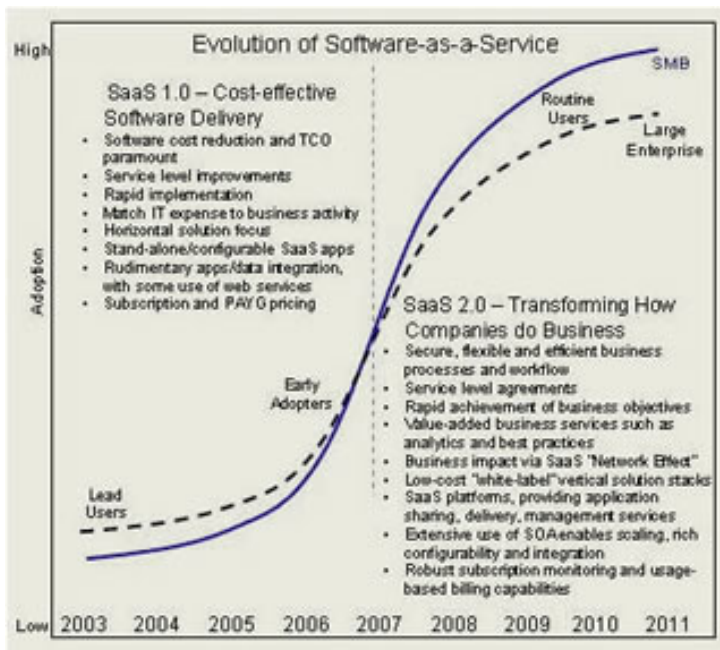 Evolution of Software-as-a-Service
High
SMB
SaaS 1.0 – Cost-effective
Software Delivery
• Software cost reduction and TCO
paramount
• Service level improvements
• Rapid implementation
• Match IT expense to business activity
• Horizontal solution focus
• Stand-alone/configurable SaaS apps
• Rudimentary apps/data integration,
with some use of web services
• Subscription and PAYG pricing
Routine
Users
Large
Enterprise
Adoption
SaaS 2.0 – Transforming How
Companies do Business
• Secure, flexible and efficient business
processes and workflow
• Service level agreements
• Rapid achievement of business objectives
• Value-added business services such as
analytics and best practices
• Business impact via SaaS "Network Effect"
• Low-cost "white-label" vertical solution stacks
• SaaS platforms, providing application
sharing, delivery, management services
• Extensive use of SOA enables scaling, rich
configurability and integration
• Robust subscription monitoring and usage-
based billing capabilities
Early
Adopters
Lead
Users
Low
2003 2004 2005 2006 2007 2008 2009 2010 2011